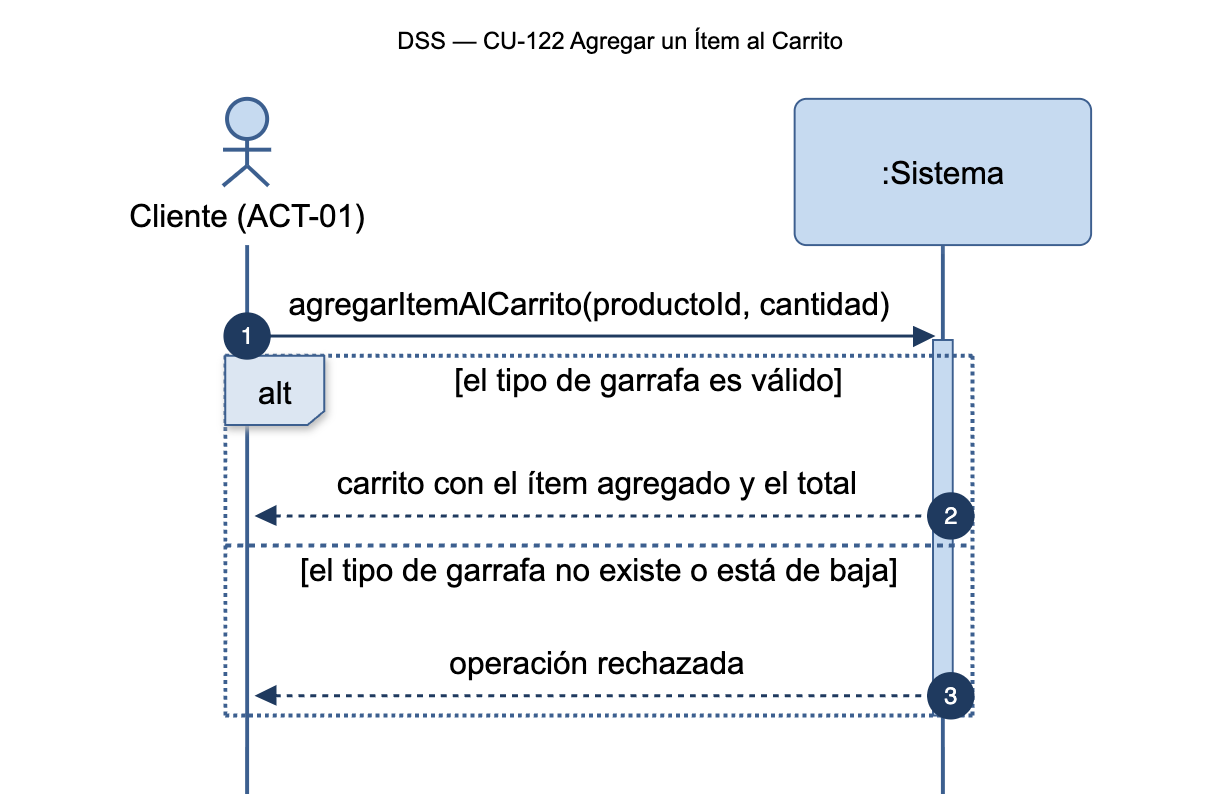 DSS — CU-122 Agregar un Ítem al Carrito
Cliente (ACT-01)
:Sistema
agregarItemAlCarrito(productoId, cantidad)
1
alt
[el tipo de garrafa es válido]
carrito con el ítem agregado y el total
2
[el tipo de garrafa no existe o está de baja]
operación rechazada
3